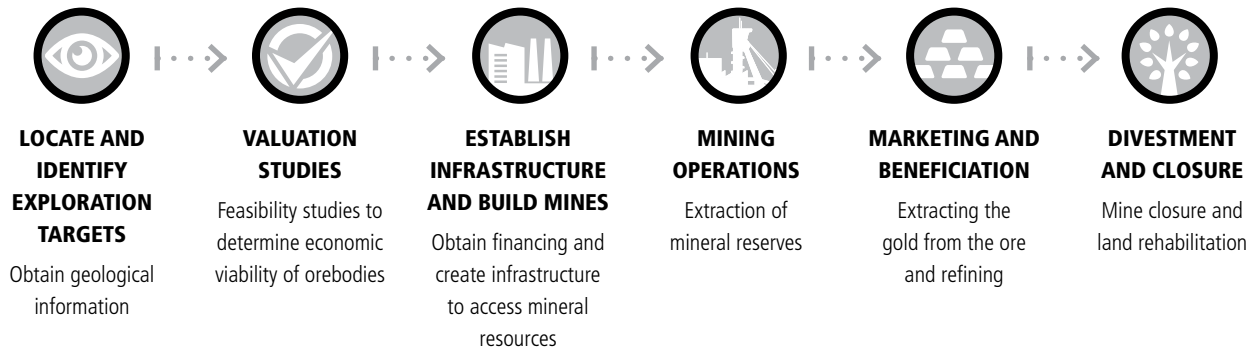 LOCATE AND
IDENTIFY
EXPLORATION
TARGETS
Obtain geological
information
VALUATION
STUDIES
Feasibility studies to
determine economic
viability of orebodies
ESTABLISH
INFRASTRUCTURE
AND BUILD MINES
Obtain financing and
create infrastructure
to access mineral
resources
MINING
OPERATIONS
Extraction of
mineral reserves
MARKETING AND
BENEFICIATION
Extracting the
gold from the ore
and refining
DIVESTMENT
AND CLOSURE
Mine closure and
land rehabilitation